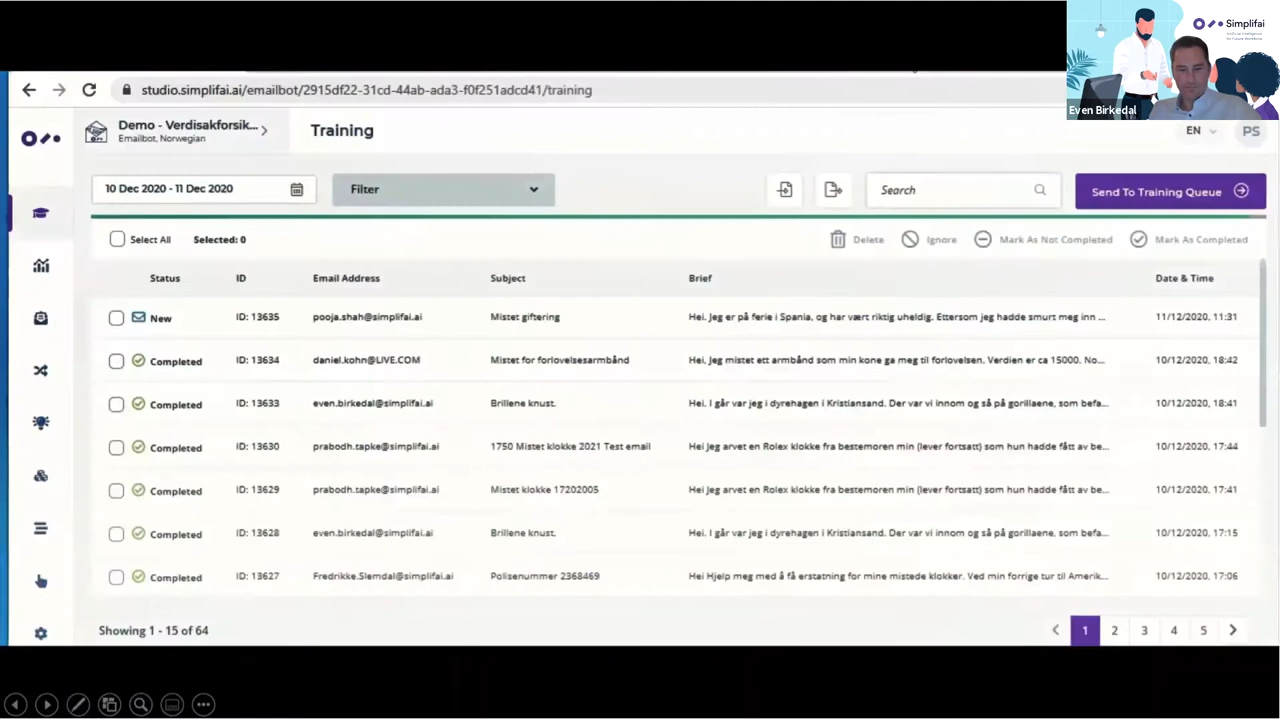 Simplifai
Even Birkedal
studio.simplifai.ai/emailbot/2915df22-31cd-44ab-ada3-f0f251adcd41/training
Demo - Verdisakforsik...
Emailbot, Norwegian
Training
EN
PS
10 Dec 2020 - 11 Dec 2020
Filter
Search
Send To Training Queue
Select All Selected: 0 Delete Ignore Mark As Not Completed Mark As Completed
Status ID Email Address Subject Brief Date & Time
New ID: 13635 pooja.shah@simplifai.ai Mistet giftering Hei. Jeg er på ferie i Spania, og har vært riktig uheldig. Ettersom jeg hadde smurt meg inn ... 11/12/2020, 11:31
Completed ID: 13634 daniel.kohn@LIVE.COM Mistet for forlovelsesarmbånd Hei, Jeg mistet ett armbånd som min kone ga meg til forlovelsen. Verdien er ca 15000, No... 10/12/2020, 18:42
Completed ID: 13633 even.birkedal@simplifai.ai Brillene knust. Hei. I går var jeg i dyrehagen i Kristiansand. Der var vi innom og så på gorillaene, som befa... 10/12/2020, 18:41
Completed ID: 13630 prabodh.tapke@simplifai.ai 1750 Mistet klokke 2021 Test email Hei Jeg arvet en Rolex klokke fra bestemoren min (lever fortsatt) som hun hadde fått av be... 10/12/2020, 17:44
Completed ID: 13629 prabodh.tapke@simplifai.ai Mistet klokke 17202005 Hei Jeg arvet en Rolex klokke fra bestemoren min (lever fortsatt) som hun hadde fått av be... 10/12/2020, 17:41
Completed ID: 13628 even.birkedal@simplifai.ai Brillene knust. Hei. I går var jeg i dyrehagen i Kristiansand. Der var vi innom og så på gorillaene, som befa... 10/12/2020, 17:15
Completed ID: 13627 Fredrikke.Slemdal@simplifai.ai Polisenummer 2368469 Hei Hjelp meg med å få erstatning for mine mistede klokker. Ved min forrige tur til Amerik... 10/12/2020, 17:06
Showing 1 - 15 of 64
1 2 3 4 5